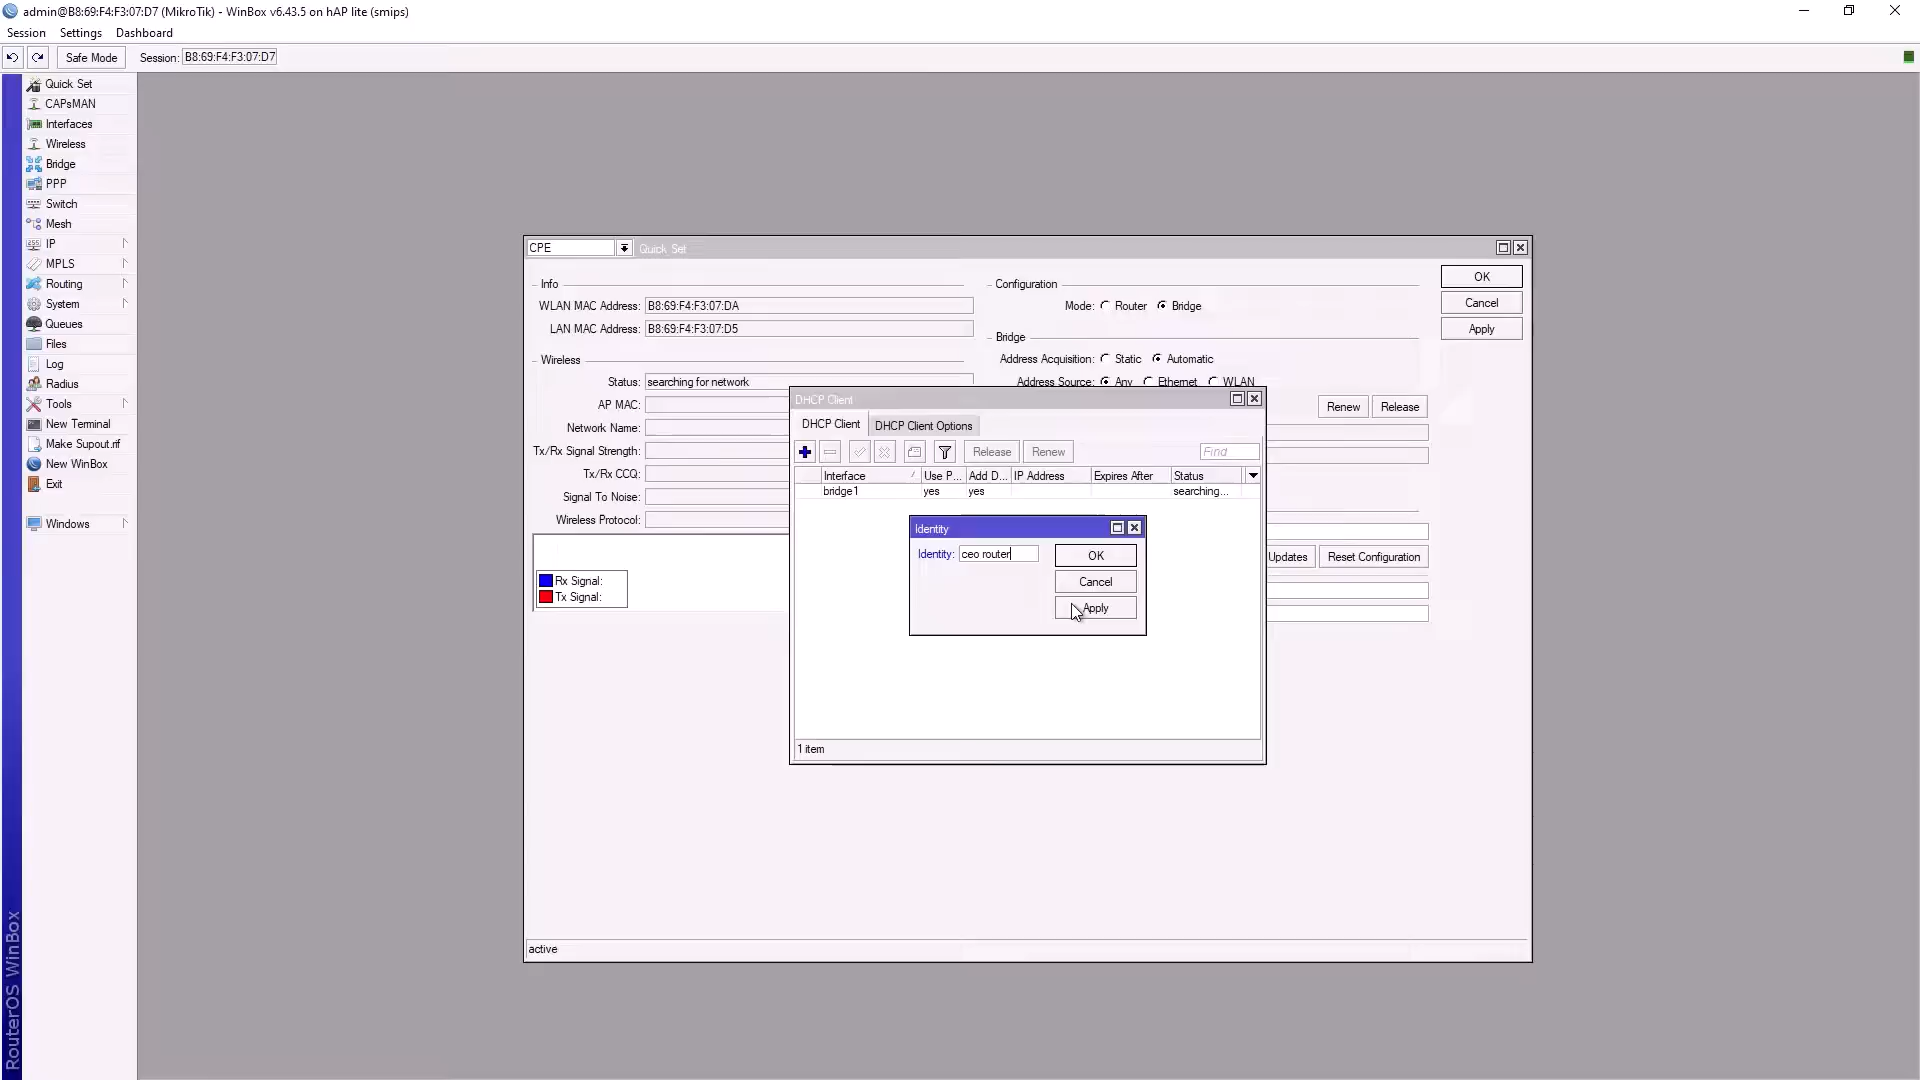 admin@B8:69:F4:F3:07:D7 (MikroTik) - WinBox v6.43.5 on hAP lite (smips)
Session Settings Dashboard
Safe Mode Session: B8:69:F4:F3:07:D7
Quick Set
CAPsMAN
Interfaces
Wireless
Bridge
PPP
Switch
Mesh
IP
MPLS
Routing
System
Queues
Files
Log
Radius
Tools
New Terminal
Make Supout.rif
New WinBox
Exit
Windows
RouterOS WinBox
CPE Quick Set
Info
WLAN MAC Address: B8:69:F4:F3:07:DA
LAN MAC Address: B8:69:F4:F3:07:D5
Wireless
Status: searching for network
AP MAC:
Network Name:
Tx/Rx Signal Strength:
Tx/Rx CCQ:
Signal To Noise:
Wireless Protocol:
Rx Signal:
Tx Signal:
Configuration
Mode: Router Bridge
Bridge
Address Acquisition: Static Automatic
Address Source: Any Ethernet WLAN
Renew Release
Updates Reset Configuration
OK
Cancel
Apply
DHCP Client
DHCP Client DHCP Client Options
Release Renew Find
Interface Use P... Add D... IP Address Expires After Status
bridge1 yes yes searching...
Identity
Identity: ceo router OK
Cancel
Apply
1 item
active